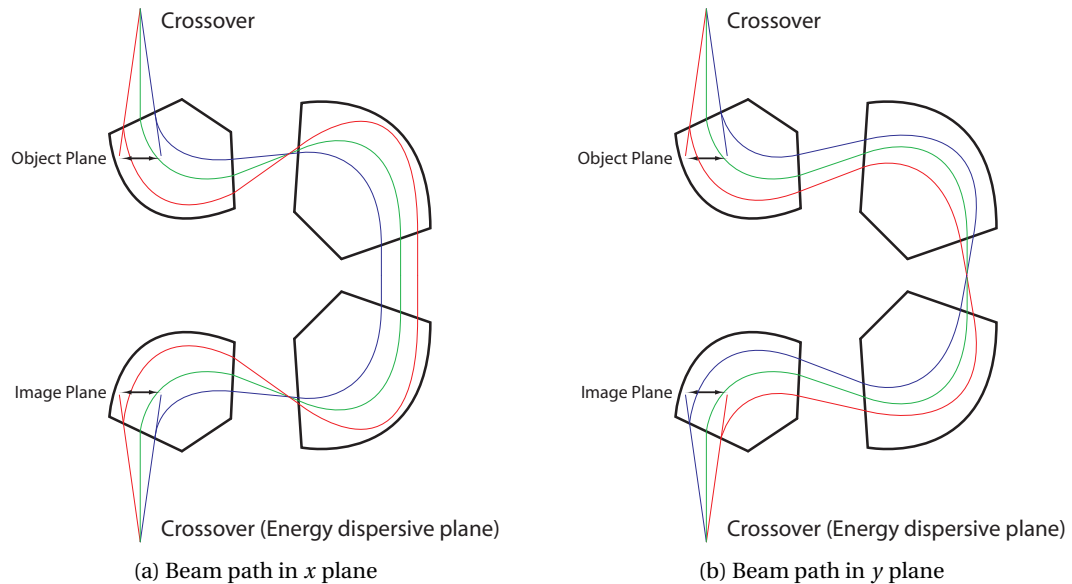 Crossover
Crossover
Object Plane
Object Plane
Image Plane
Image Plane
Crossover (Energy dispersive plane)
Crossover (Energy dispersive plane)
(a) Beam path in x plane
(b) Beam path in y plane